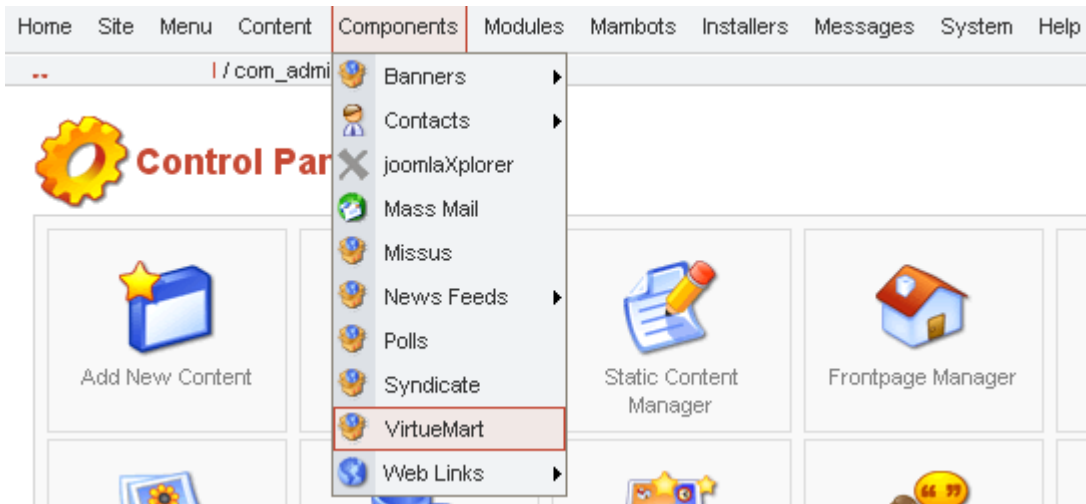 Home Site Menu Content Components Modules Mambots Installers Messages System Help
/ com_admi
Control Par
Banners
Contacts
joomlaXplorer
Mass Mail
Missus
News Feeds
Polls
Syndicate
VirtueMart
Web Links
Add New Content
Static Content
Manager
Frontpage Manager